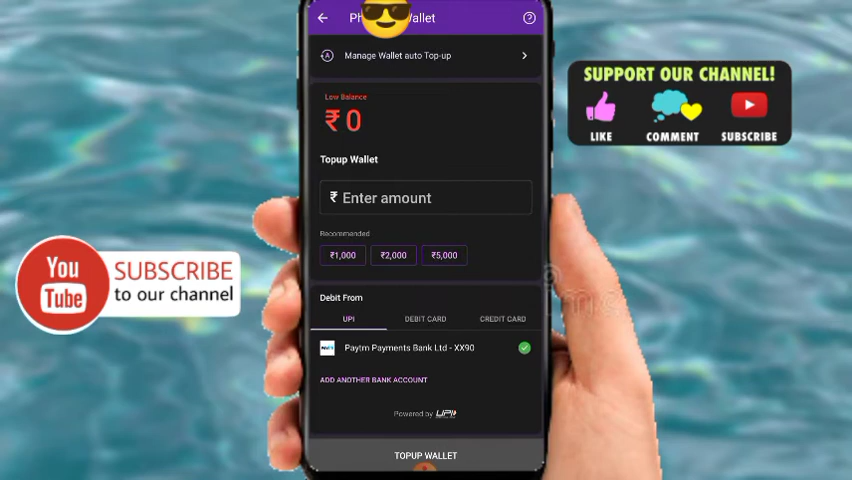 Ph Wallet
Manage Wallet auto Top-up
Low Balance
₹ 0
Topup Wallet
₹ Enter amount
Recommended
₹1,000 ₹2,000 ₹5,000
Debit From
UPI DEBIT CARD CREDIT CARD
Paytm Payments Bank Ltd - XX90
ADD ANOTHER BANK ACCOUNT
Powered by UPI
TOPUP WALLET
SUPPORT OUR CHANNEL!
LIKE COMMENT SUBSCRIBE
You
Tube
SUBSCRIBE
to our channel